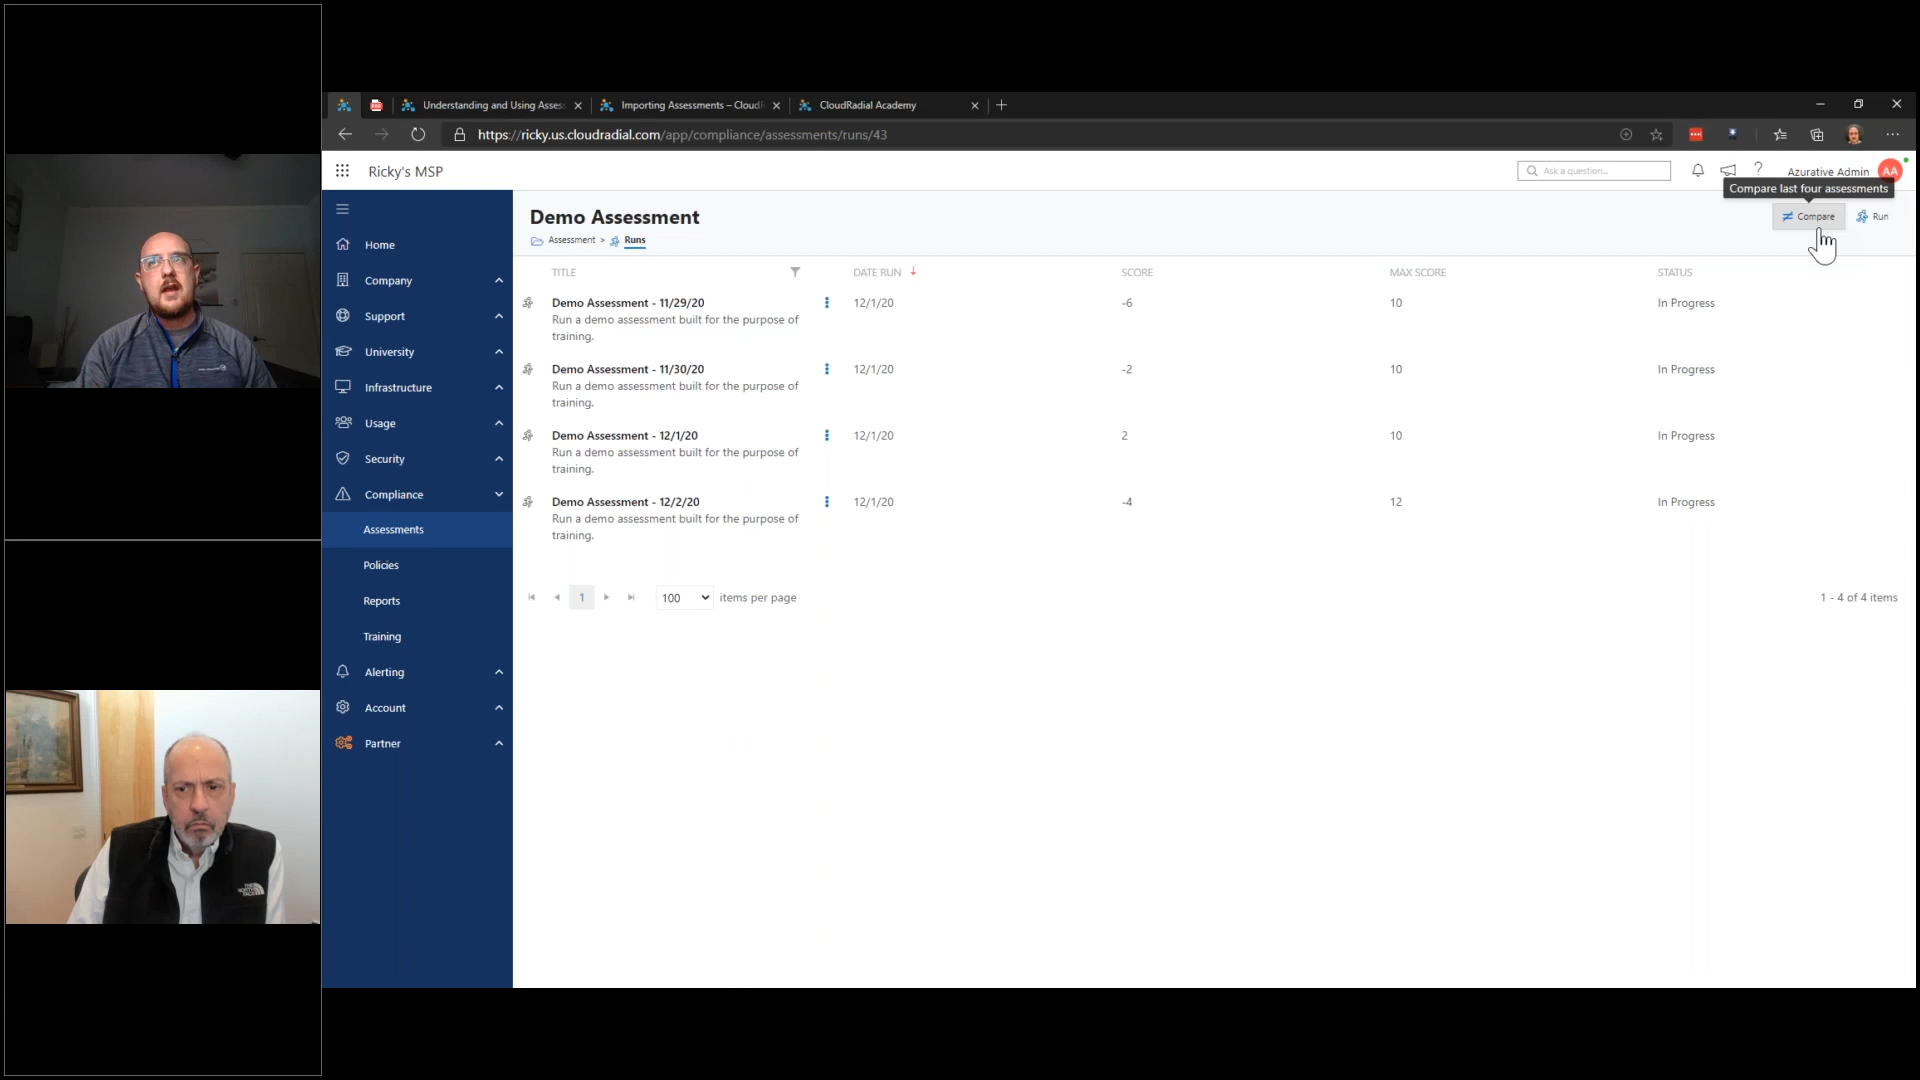 Understanding and Using Asses
Importing Assessments – CloudR
CloudRadial Academy
https://ricky.us.cloudradial.com/app/compliance/assessments/runs/43
Ricky's MSP
Ask a question...
Azurative Admin
AA
Compare last four assessments
Compare
Run
Demo Assessment
Assessment > Runs
Home
Company
Support
University
Infrastructure
Usage
Security
Compliance
Assessments
Policies
Reports
Training
Alerting
Account
Partner
TITLE DATE RUN SCORE MAX SCORE STATUS
Demo Assessment - 11/29/20 12/1/20 -6 10 In Progress
Run a demo assessment built for the purpose of
training.
Demo Assessment - 11/30/20 12/1/20 -2 10 In Progress
Run a demo assessment built for the purpose of
training.
Demo Assessment - 12/1/20 12/1/20 2 10 In Progress
Run a demo assessment built for the purpose of
training.
Demo Assessment - 12/2/20 12/1/20 -4 12 In Progress
Run a demo assessment built for the purpose of
training.
1 100 items per page 1 - 4 of 4 items
THE NORTH FACE